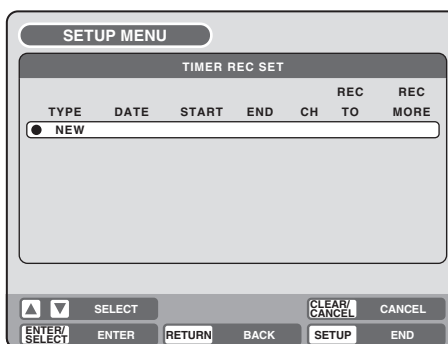 SETUP MENU
TIMER REC SET
REC REC
TYPE DATE START END CH TO MORE
NEW
SELECT CLEAR/CANCEL CANCEL
ENTER/SELECT ENTER RETURN BACK SETUP END